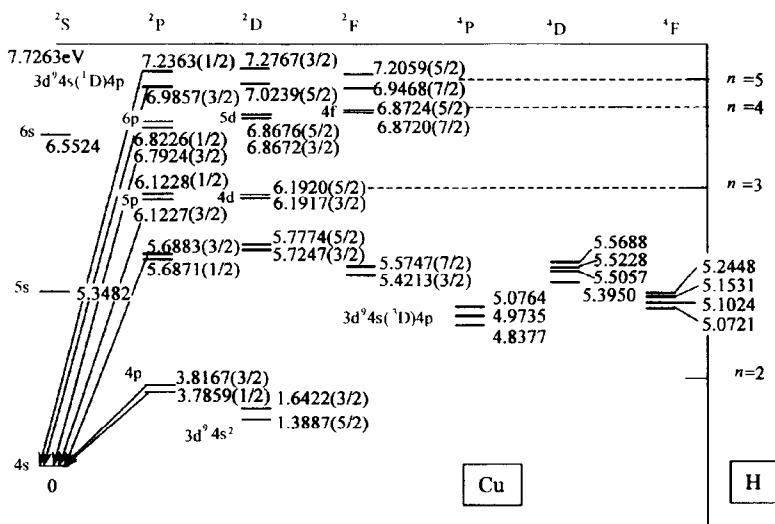 ²S ²P ²D ²F ⁴P ⁴D ⁴F
7.7263eV
3d⁹4s(¹D)4p
7.2363(1/2) 7.2767(3/2) 7.2059(5/2) n=5
6.9857(3/2) 7.0239(5/2) 6.9468(7/2)
6p 5d 4f 6.8724(5/2) n=4
6s 6.8226(1/2) 6.8676(5/2) 6.8720(7/2)
6.5524 6.7924(3/2) 6.8672(3/2)
6.1228(1/2) 6.1920(5/2) n=3
5p 4d 6.1917(3/2)
6.1227(3/2)
5.6883(3/2) 5.7774(5/2) 5.5688
5.6871(1/2) 5.7247(3/2) 5.5747(7/2) 5.5228 5.2448
5s 5.3482 5.4213(3/2) 5.5057 5.1531
5.0764 5.3950 5.1024
3d⁹4s(³D)4p 4.9735 5.0721
4.8377
4p 3.8167(3/2) n=2
3.7859(1/2) 1.6422(3/2)
3d⁹4s² 1.3887(5/2)
4s
0 Cu H